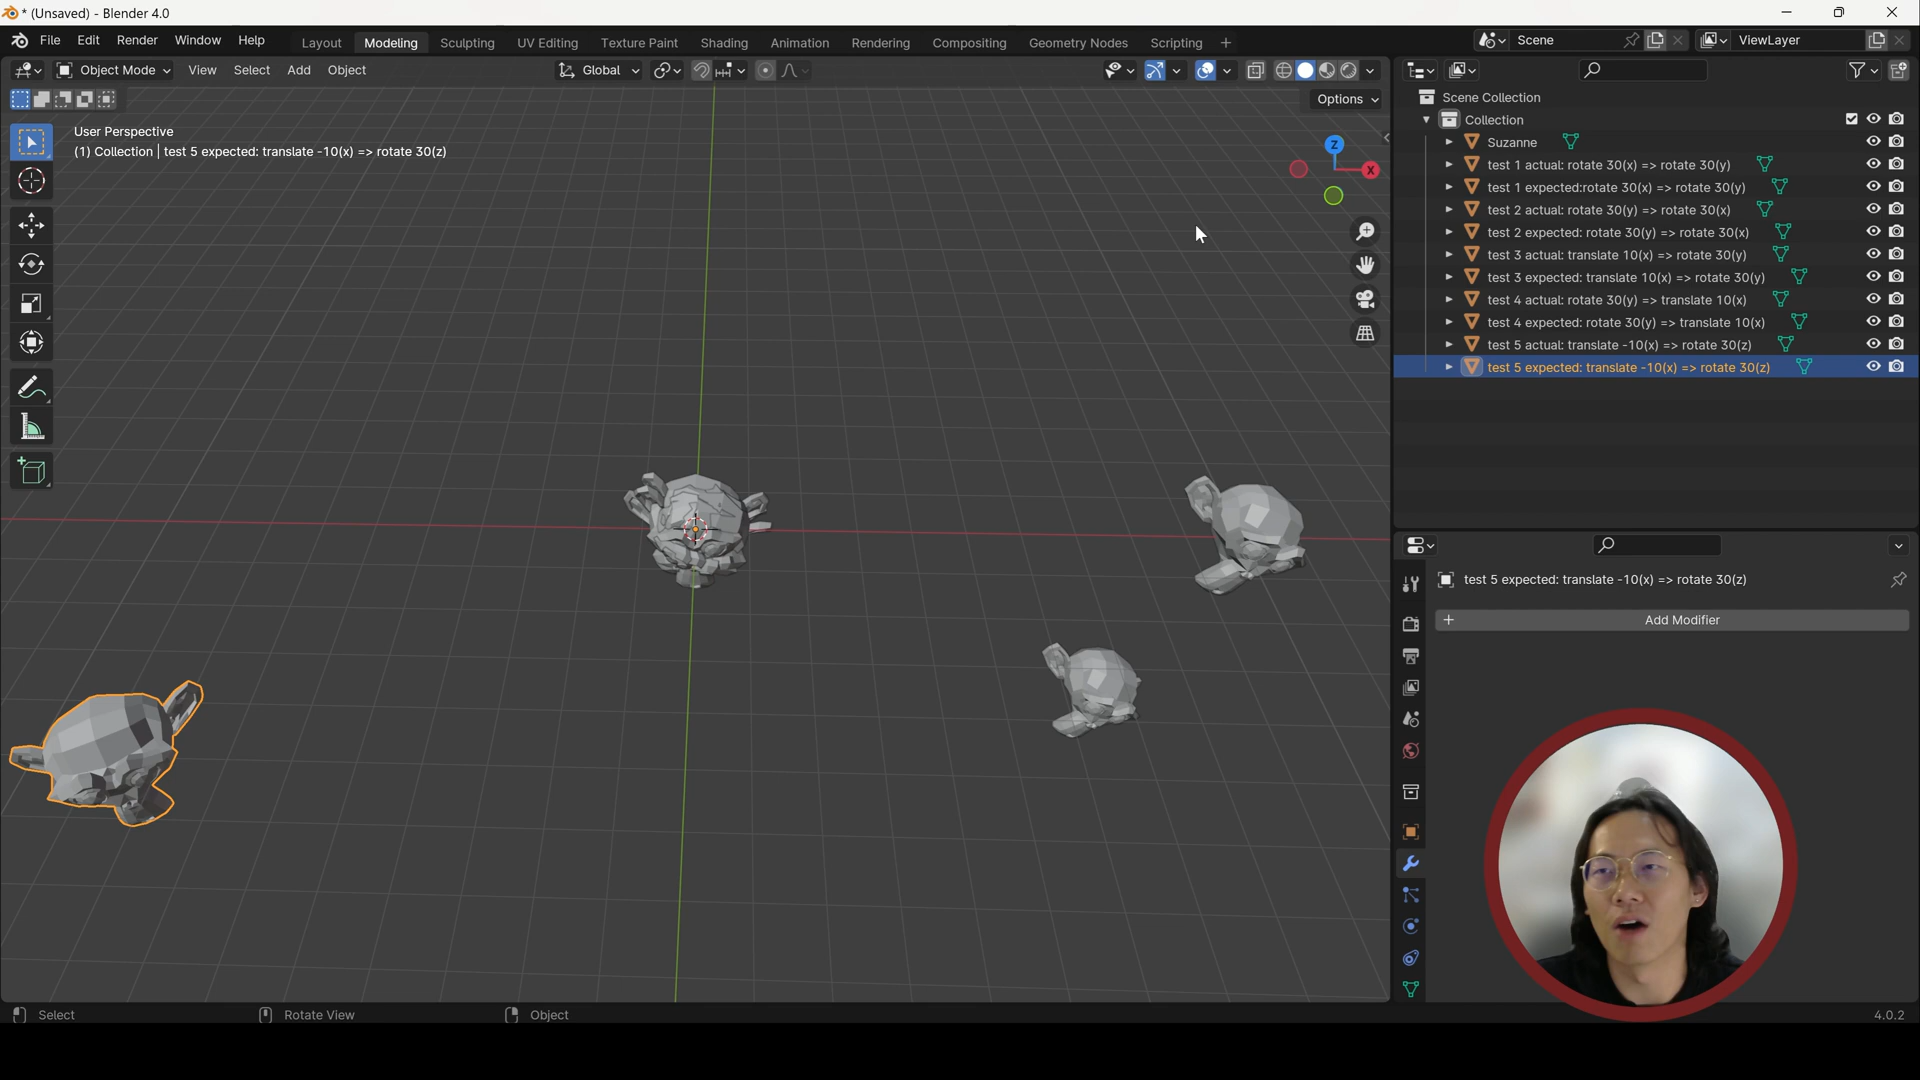 * (Unsaved) - Blender 4.0
File Edit Render Window Help Layout Modeling Sculpting UV Editing Texture Paint Shading Animation Rendering Compositing Geometry Nodes Scripting + Scene ViewLayer
Object Mode View Select Add Object Global
Options
User Perspective
(1) Collection | test 5 expected: translate -10(x) => rotate 30(z)
Z
X
Scene Collection
Collection
Suzanne
test 1 actual: rotate 30(x) => rotate 30(y)
test 1 expected:rotate 30(x) => rotate 30(y)
test 2 actual: rotate 30(y) => rotate 30(x)
test 2 expected: rotate 30(y) => rotate 30(x)
test 3 actual: translate 10(x) => rotate 30(y)
test 3 expected: translate 10(x) => rotate 30(y)
test 4 actual: rotate 30(y) => translate 10(x)
test 4 expected: rotate 30(y) => translate 10(x)
test 5 actual: translate -10(x) => rotate 30(z)
test 5 expected: translate -10(x) => rotate 30(z)
test 5 expected: translate -10(x) => rotate 30(z)
+ Add Modifier
Select Rotate View Object 4.0.2